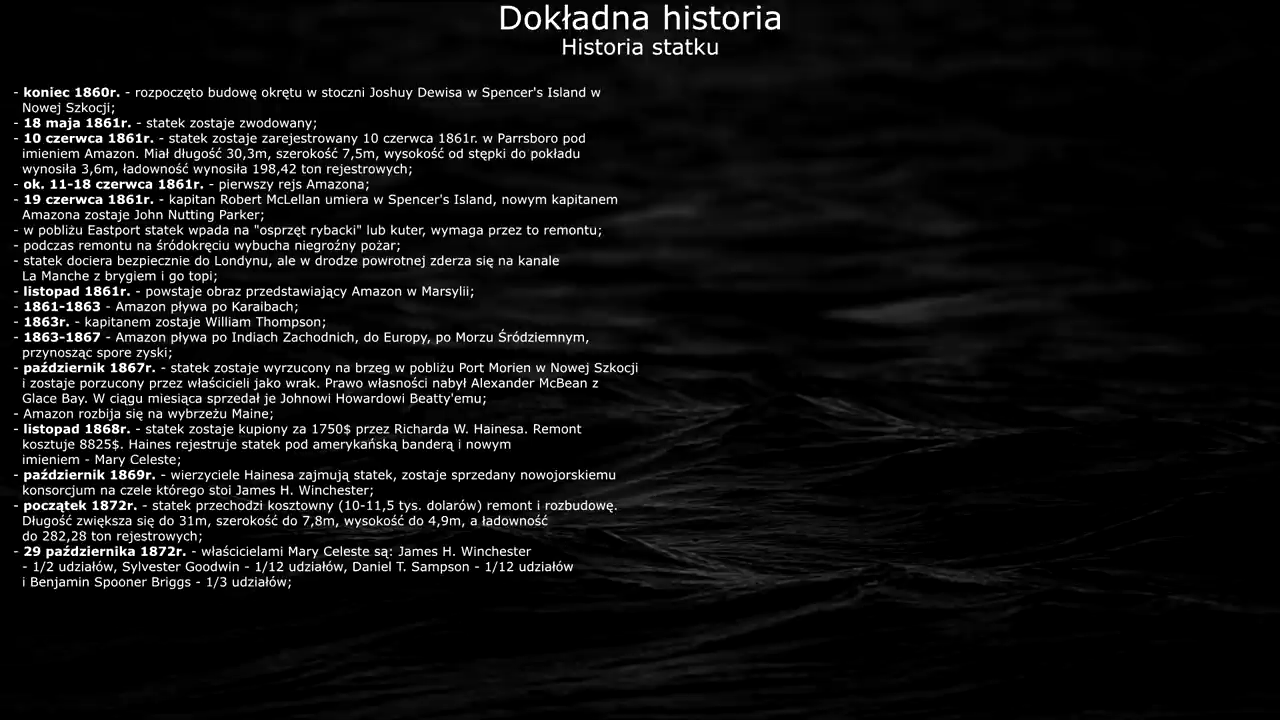 Dokładna historia
Historia statku
- koniec 1860r. - rozpoczęto budowę okrętu w stoczni Joshuy Dewisa w Spencer's Island w
Nowej Szkocji;
- 18 maja 1861r. - statek zostaje zwodowany;
- 10 czerwca 1861r. - statek zostaje zarejestrowany 10 czerwca 1861r. w Parrsboro pod
imieniem Amazon. Miał długość 30,3m, szerokość 7,5m, wysokość od stępki do pokładu
wynosiła 3,6m, ładowność wynosiła 198,42 ton rejestrowych;
- ok. 11-18 czerwca 1861r. - pierwszy rejs Amazona;
- 19 czerwca 1861r. - kapitan Robert McLellan umiera w Spencer's Island, nowym kapitanem
Amazona zostaje John Nutting Parker;
- w pobliżu Eastport statek wpada na "osprzęt rybacki" lub kuter, wymaga przez to remontu;
- podczas remontu na śródokręciu wybucha niegroźny pożar;
- statek dociera bezpiecznie do Londynu, ale w drodze powrotnej zderza się na kanale
La Manche z brygiem i go topi;
- listopad 1861r. - powstaje obraz przedstawiający Amazon w Marsylii;
- 1861-1863 - Amazon pływa po Karaibach;
- 1863r. - kapitanem zostaje William Thompson;
- 1863-1867 - Amazon pływa po Indiach Zachodnich, do Europy, po Morzu Śródziemnym,
przynosząc spore zyski;
- październik 1867r. - statek zostaje wyrzucony na brzeg w pobliżu Port Morien w Nowej Szkocji
i zostaje porzucony przez właścicieli jako wrak. Prawo własności nabył Alexander McBean z
Glace Bay. W ciągu miesiąca sprzedał je Johnowi Howardowi Beatty'emu;
- Amazon rozbija się na wybrzeżu Maine;
- listopad 1868r. - statek zostaje kupiony za 1750$ przez Richarda W. Hainesa. Remont
kosztuje 8825$. Haines rejestruje statek pod amerykańską banderą i nowym
imieniem - Mary Celeste;
- październik 1869r. - wierzyciele Hainesa zajmują statek, zostaje sprzedany nowojorskiemu
konsorcjum na czele którego stoi James H. Winchester;
- początek 1872r. - statek przechodzi kosztowny (10-11,5 tys. dolarów) remont i rozbudowę.
Długość zwiększa się do 31m, szerokość do 7,8m, wysokość do 4,9m, a ładowność
do 282,28 ton rejestrowych;
- 29 października 1872r. - właścicielami Mary Celeste są: James H. Winchester
- 1/2 udziałów, Sylvester Goodwin - 1/12 udziałów, Daniel T. Sampson - 1/12 udziałów
i Benjamin Spooner Briggs - 1/3 udziałów;